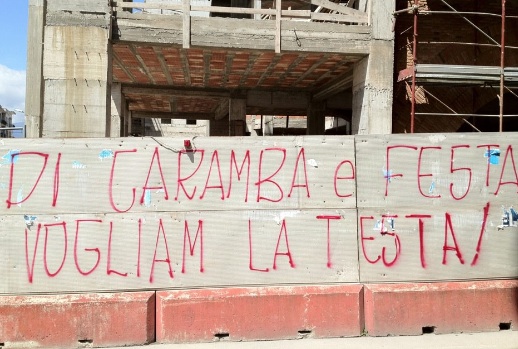 DI CARAMBA e FESTA
VOGLIAM LA TESTA!